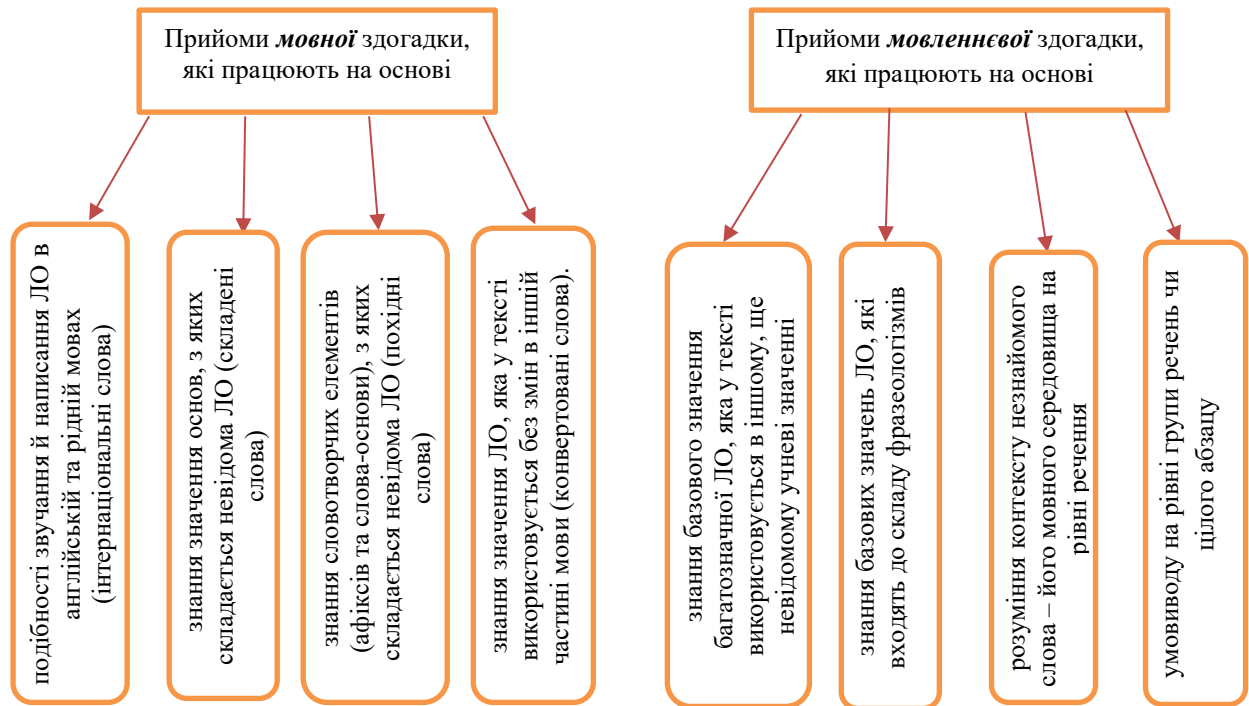 Прийоми мовної здогадки,
які працюють на основі
подібності звучання й написання ЛО в
англійській та рідній мовах
(інтернаціональні слова)
знання значення основ, з яких
складається невідома ЛО (складені
слова)
знання словотворчих елементів
(афіксів та слова-основи), з яких
складається невідома ЛО (похідні
слова)
знання значення ЛО, яка у тексті
використовується без змін в іншій
частині мови (конвертовані слова).
Прийоми мовленнєвої здогадки,
які працюють на основі
знання базового значення
багатозначної ЛО, яка у тексті
використовується в іншому, ще
невідомому учневі значенні
знання базових значень ЛО, які
входять до складу фразеологізмів
розуміння контексту незнайомого
слова – його мовного середовища на
рівні речення
умовиводу на рівні групи речень чи
цілого абзацу